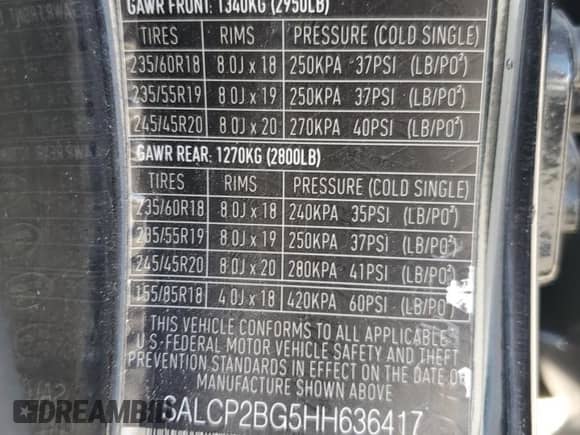 GAWR FRONT: 1340KG (2950LB)
TIRES RIMS PRESSURE (COLD SINGLE)
235/60R18 8.0J x 18 250KPA 37PSI (LB/PO²)
235/55R19 8.0J x 19 250KPA 37PSI (LB/PO²)
245/45R20 8.0J x 20 270KPA 40PSI (LB/PO²)
GAWR REAR: 1270KG (2800LB)
TIRES RIMS PRESSURE (COLD SINGLE)
235/60R18 8.0J x 18 240KPA 35PSI (LB/PO²)
235/55R19 8.0J x 19 250KPA 37PSI (LB/PO²)
245/45R20 8.0J x 20 280KPA 41PSI (LB/PO²)
155/85R18 4.0J x 18 420KPA 60PSI (LB/PO²)
THIS VEHICLE CONFORMS TO ALL APPLICABLE
U S-FEDERAL MOTOR VEHICLE SAFETY AND THEFT
PREVENTION STANDARDS IN EFFECT ON THE DATE
OF MANUFACTURE SHOWN ABOVE
SALCP2BG5HH636417
AUTOHELPERBOT.COM